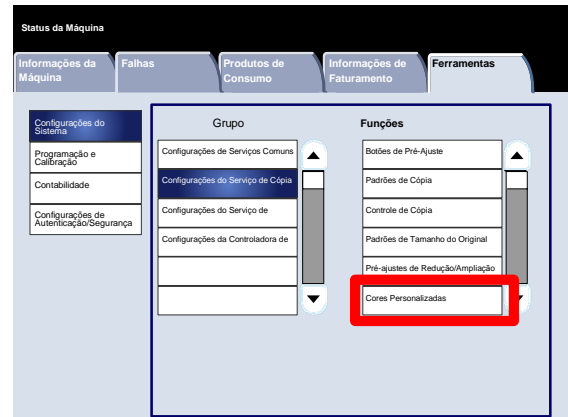 Status da Máquina
Informações da
Máquina
Falhas
Produtos de
Consumo
Informações de
Faturamento
Ferramentas
Configurações do
Sistema
Programação e
Calibração
Contabilidade
Configurações de
Autenticação/Segurança
Grupo
Configurações de Serviços Comuns
Configurações do Serviço de Cópia
Configurações do Serviço de
Configurações da Controladora de
Funções
Botões de Pré-Ajuste
Padrões de Cópia
Controle de Cópia
Padrões de Tamanho do Original
Pré-ajustes de Redução/Ampliação
Cores Personalizadas